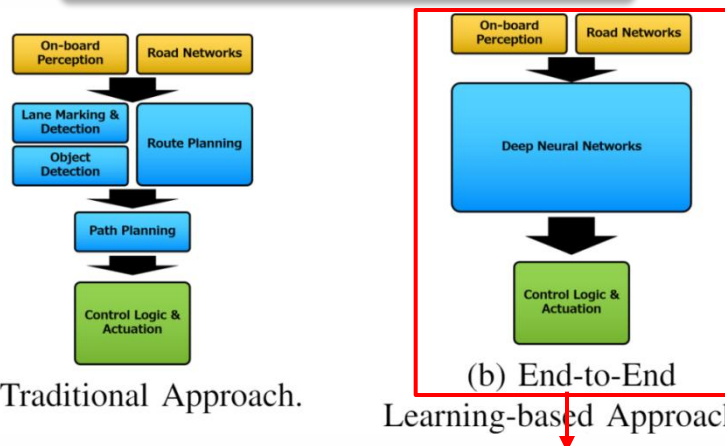 On-board
Perception
Road Networks
Lane Marking &
Detection
Object
Detection
Route Planning
Path Planning
Control Logic &
Actuation
Traditional Approach.
On-board
Perception
Road Networks
Deep Neural Networks
Control Logic &
Actuation
(b) End-to-End
Learning-based Approach